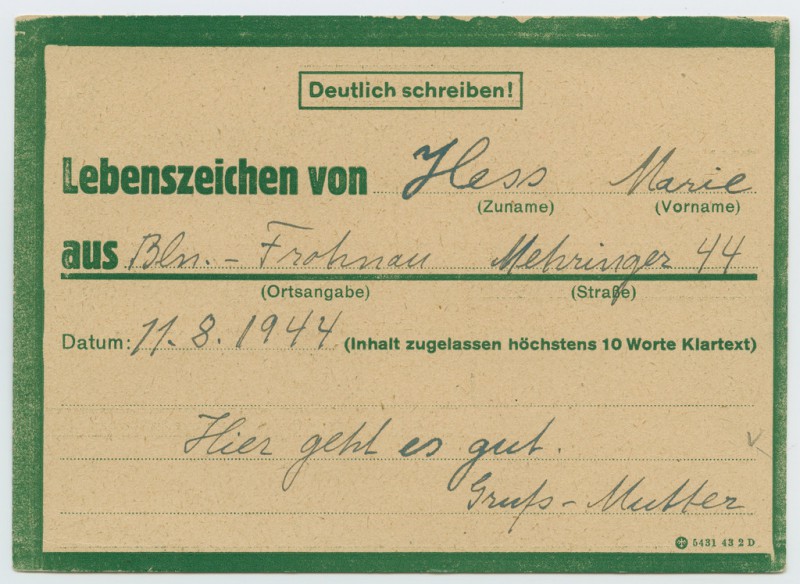 Deutlich schreiben!
Lebenszeichen von Hess Marie
(Zuname) (Vorname)
aus Bln. - Frohnau Mehringer 44
(Ortsangabe) (Straße)
Datum: 11. 8. 1944 (Inhalt zugelassen höchstens 10 Worte Klartext)
Hier geht es gut.
Gruß - Mutter
5431 43 2 D